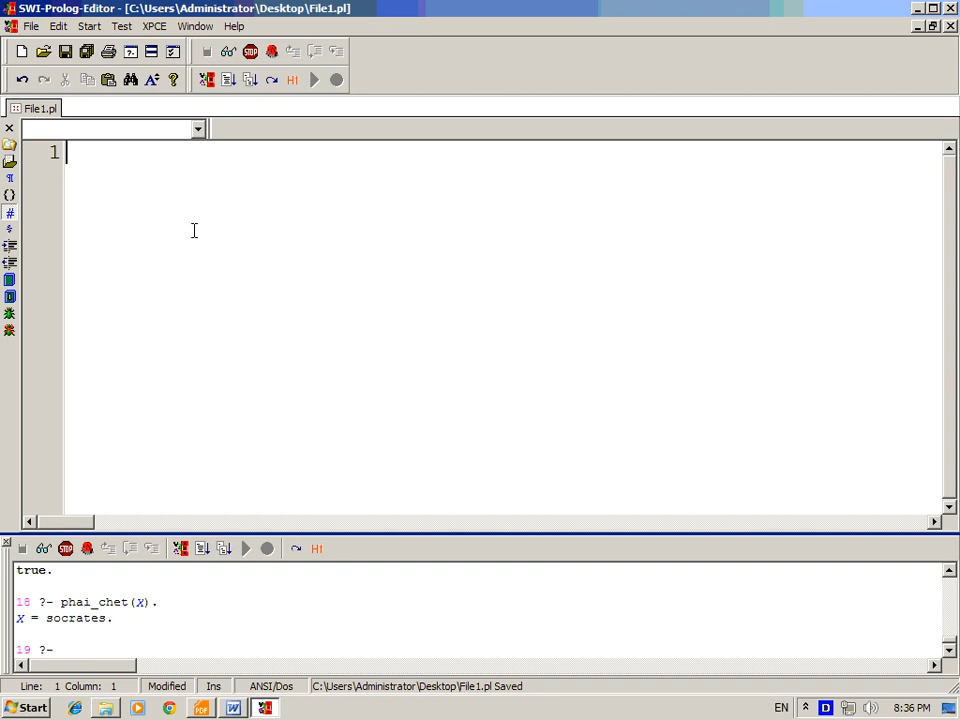 SWI-Prolog-Editor - [C:\Users\Administrator\Desktop\File1.pl]
File Edit Start Test XPCE Window Help
File1.pl
1
true.
18 ?- phai_chet(X).
X = socrates.
19 ?-
Line: 1 Column: 1 Modified Ins ANSI/Dos C:\Users\Administrator\Desktop\File1.pl Saved
Start EN D 8:36 PM